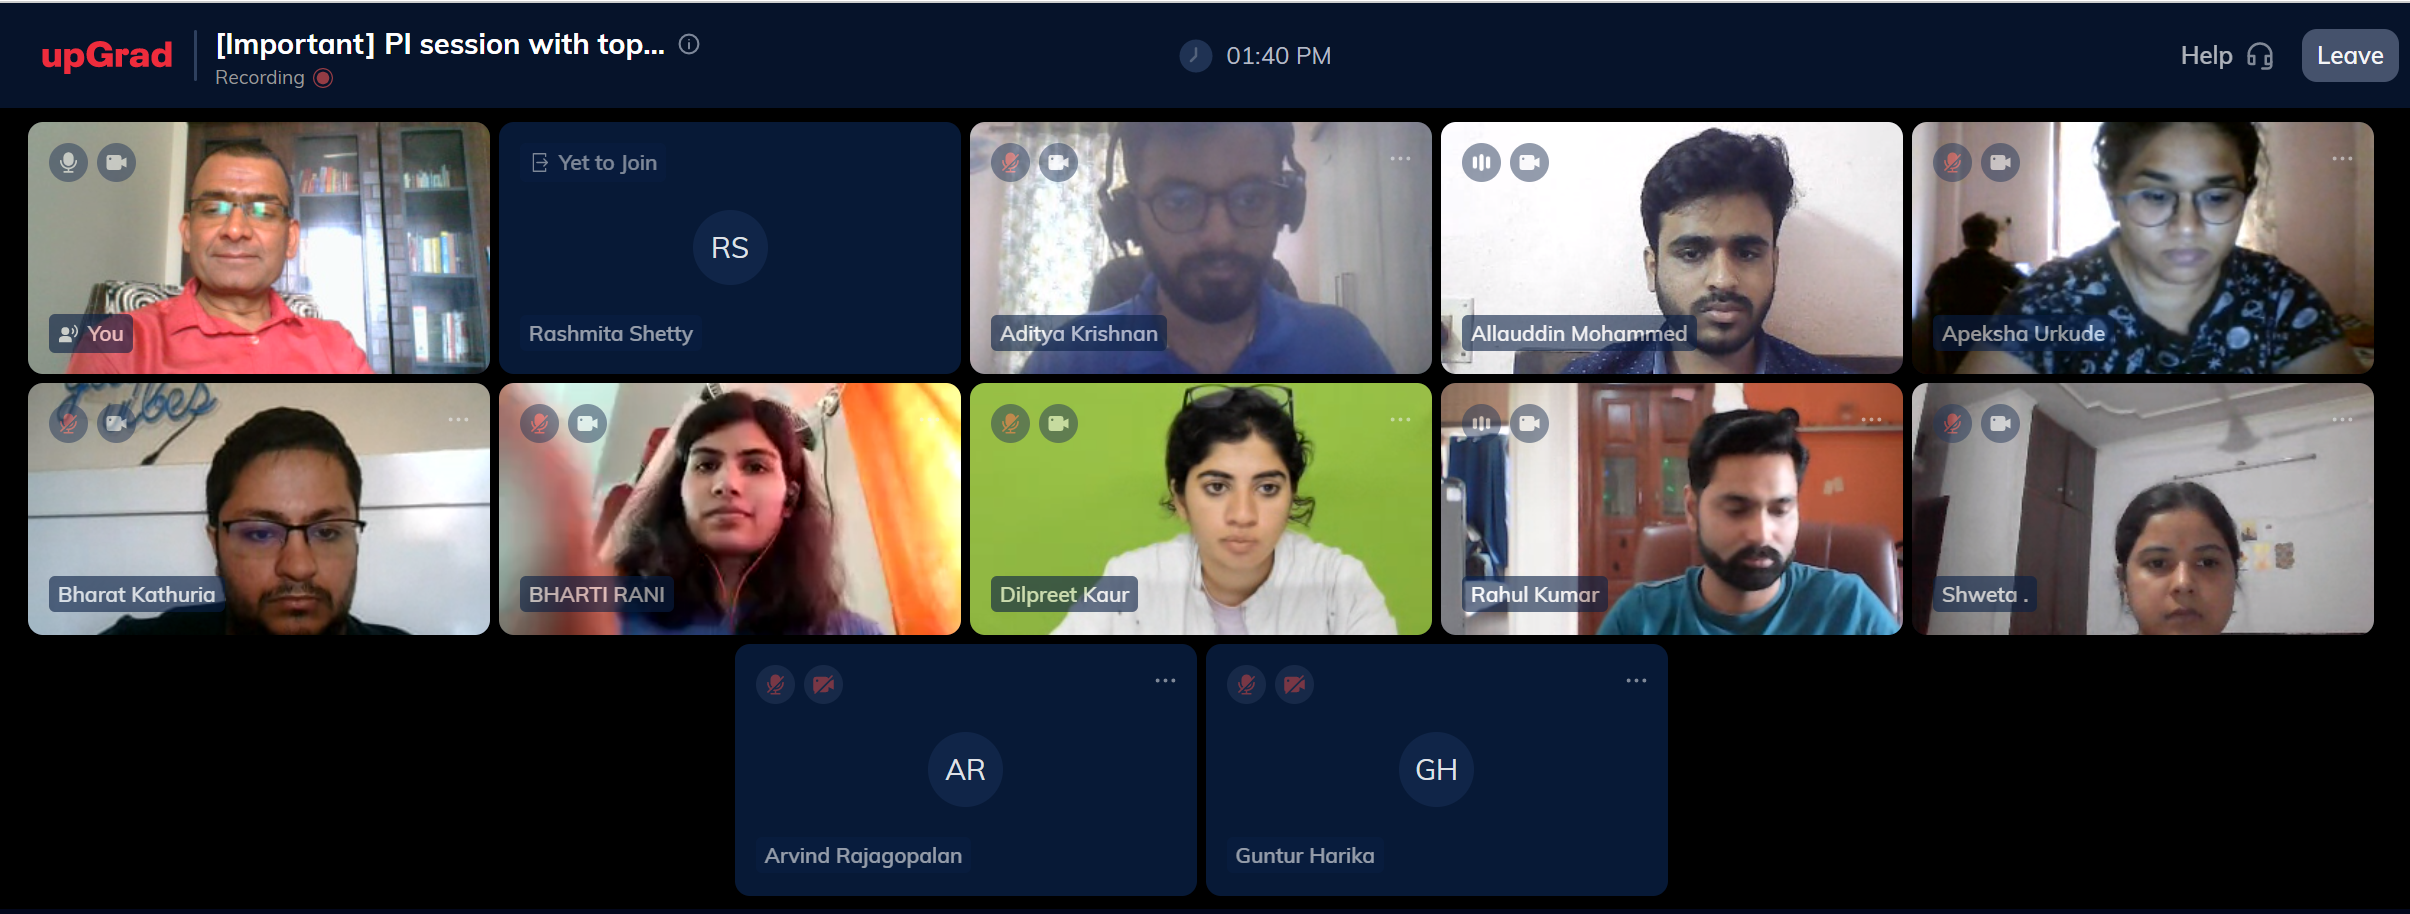 upGrad
[Important] PI session with top...
Recording
01:40 PM
Help
Leave
You
Yet to Join
RS
Rashmita Shetty
Aditya Krishnan
Allauddin Mohammed
Apeksha Urkude
Bharat Kathuria
BHARTI RANI
Dilpreet Kaur
Rahul Kumar
Shweta .
AR
Arvind Rajagopalan
GH
Guntur Harika